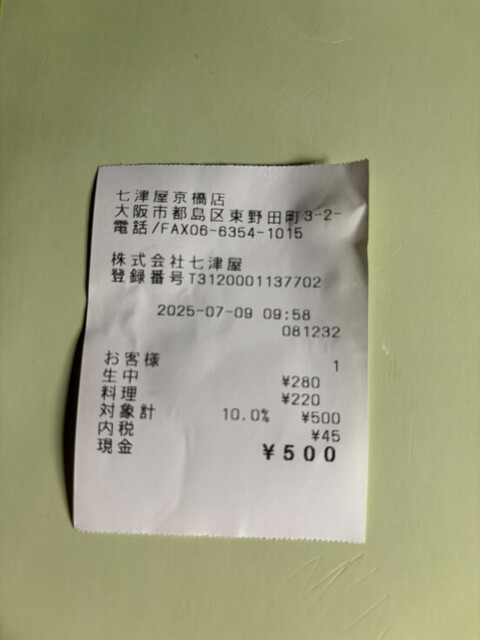 七津屋京橋店
大阪市都島区東野田町3-2-
電話/FAX06-6354-1015
株式会社七津屋
登録番号T3120001137702
2025-07-09 09:58
081232
お客様 1
生中 ¥280
料理 ¥220
対象計 10.0% ¥500
内税 ¥45
現金 ¥500